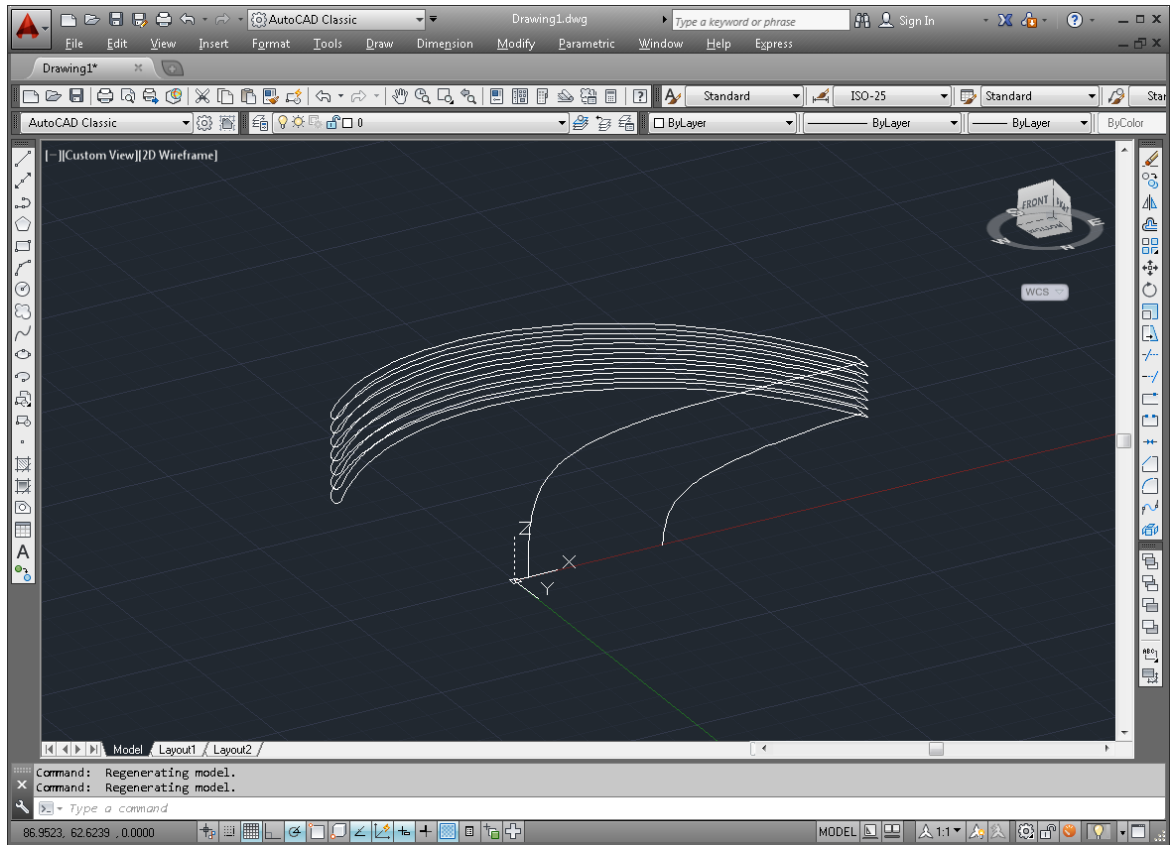 AutoCAD Classic
Drawing1.dwg
Type a keyword or phrase
Sign In
File Edit View Insert Format Tools Draw Dimension Modify Parametric Window Help Express
Drawing1*
Standard ISO-25 Standard Star
AutoCAD Classic 0 ByLayer ByLayer ByLayer ByColor
[−][Custom View][2D Wireframe]
FRONT
S
E
W
N
BOTTOM
WCS
Z
X
Y
A
ABC
Model Layout1 Layout2
Command: Regenerating model.
Command: Regenerating model.
Type a command
86.9523, 62.6239 , 0.0000 MODEL 1:1